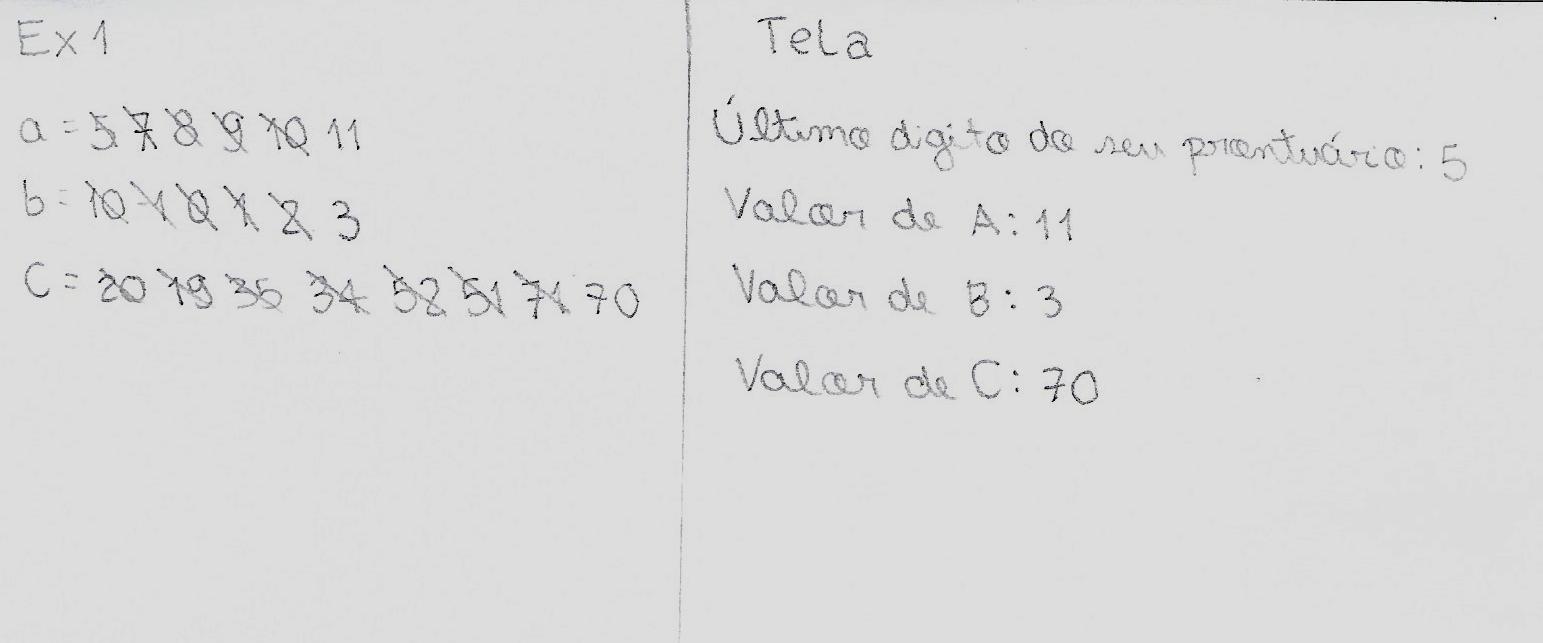 Ex 1
a = 5 7 8 9 10 11
b = 10 -1 0 1 2 3
C = 20 19 35 34 52 51 71 70
Tela
Último digito do seu prontuário: 5
Valor de A: 11
Valor de B: 3
Valor de C: 70